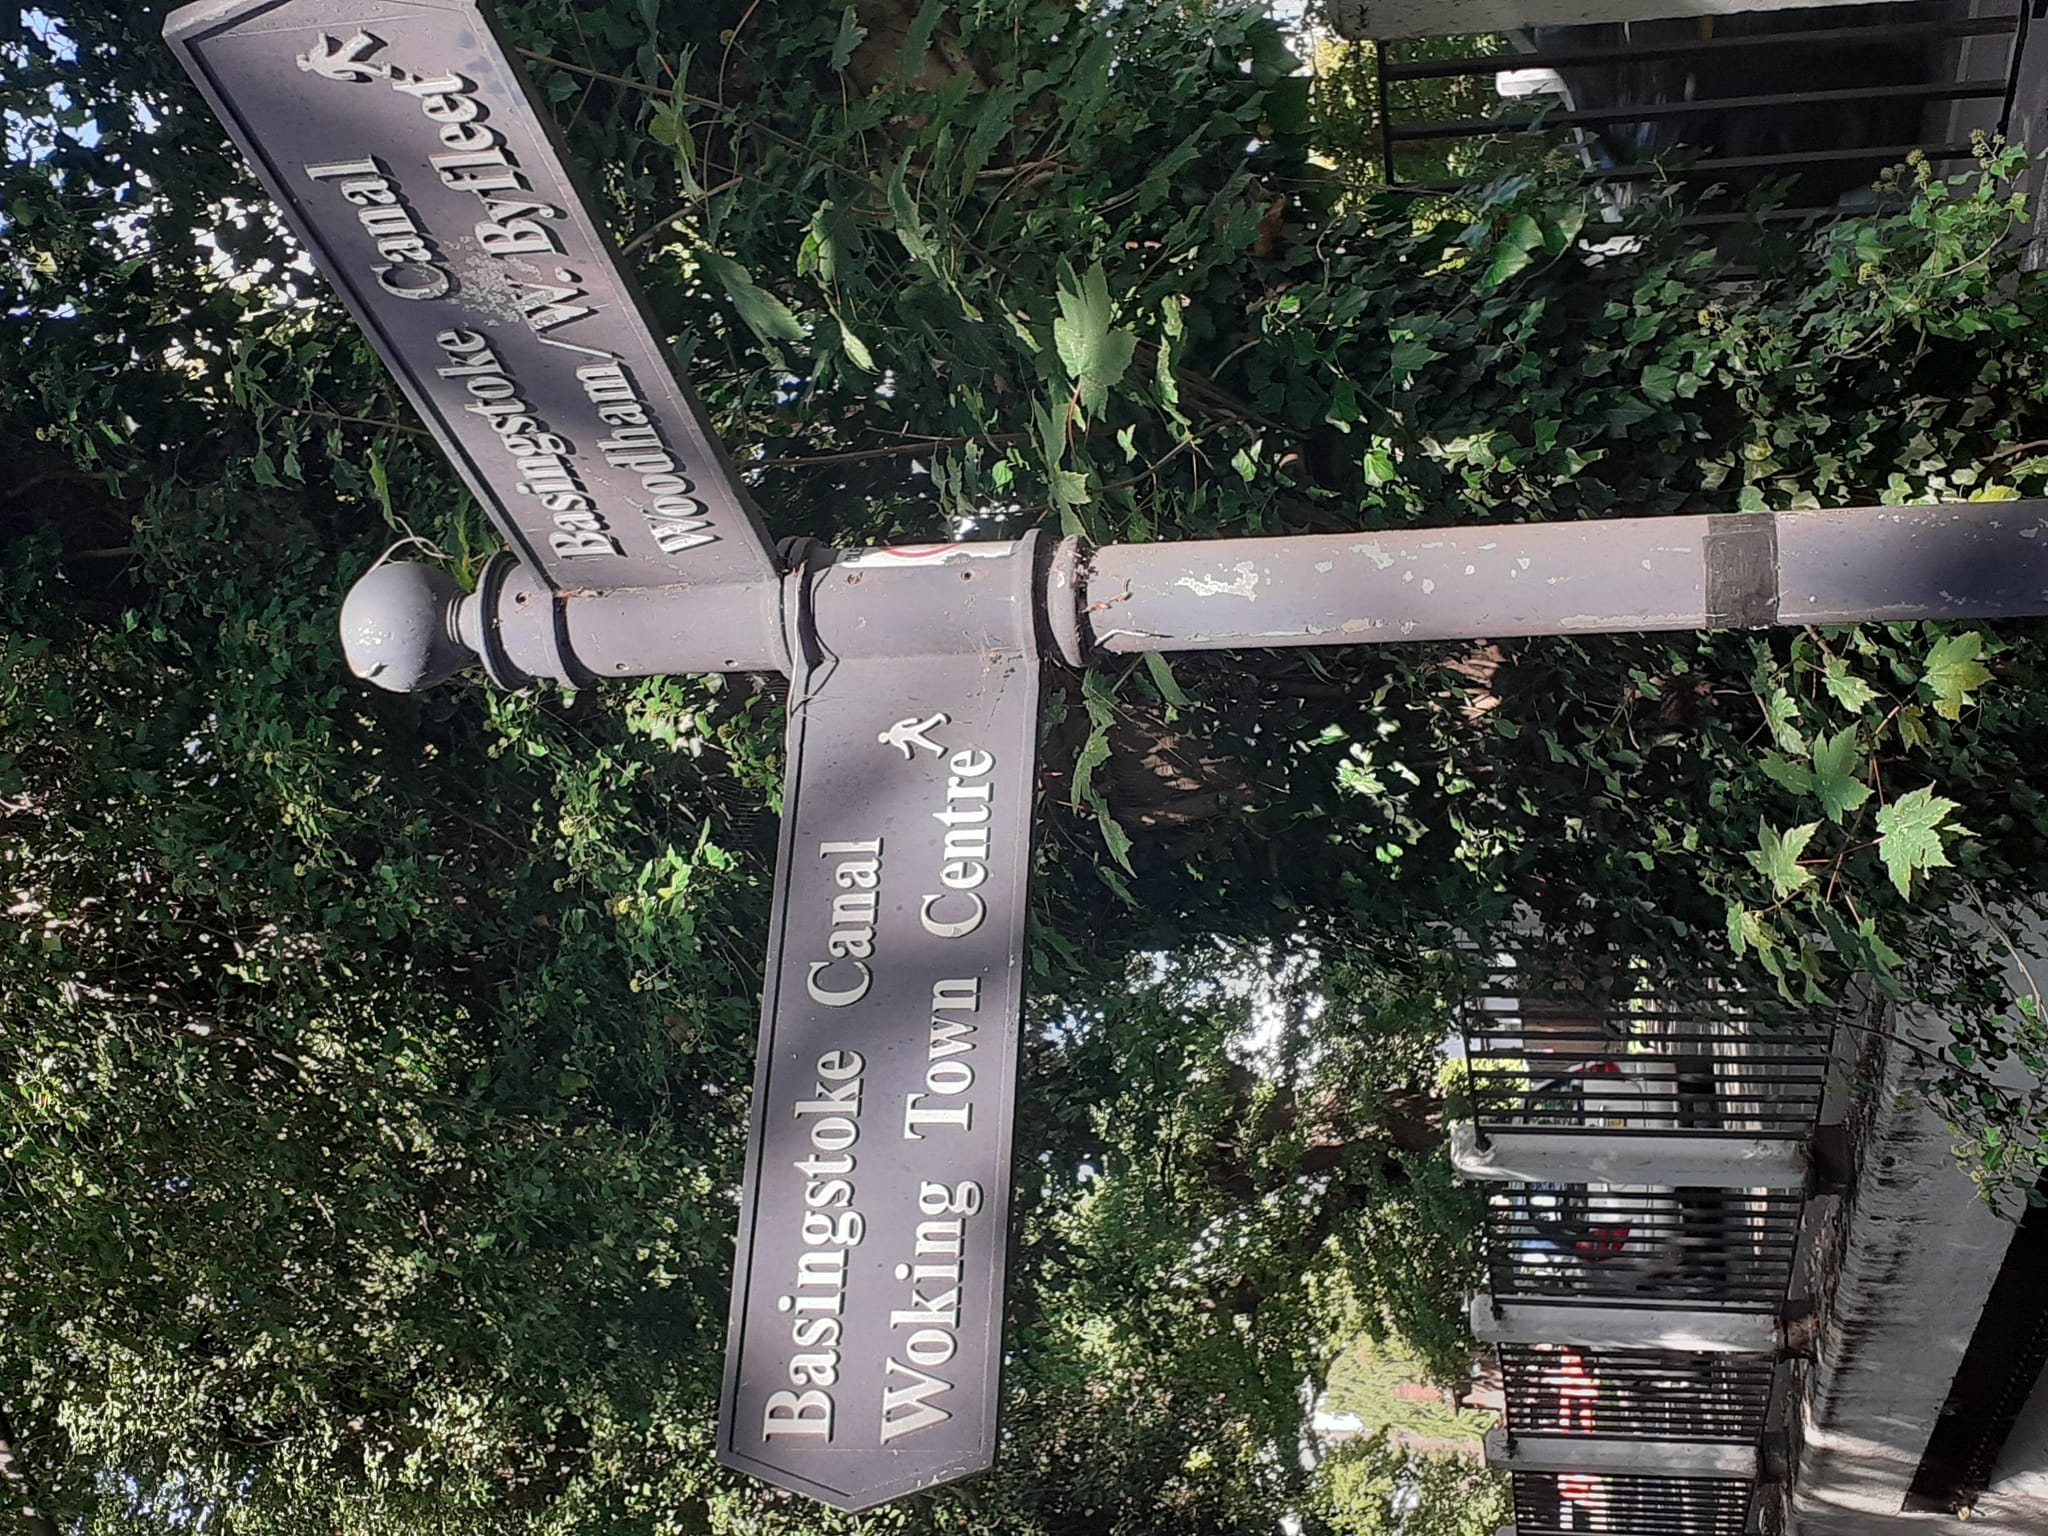 Basingstoke Canal
Woodham / W. Byfleet
Basingstoke Canal
Woking Town Centre